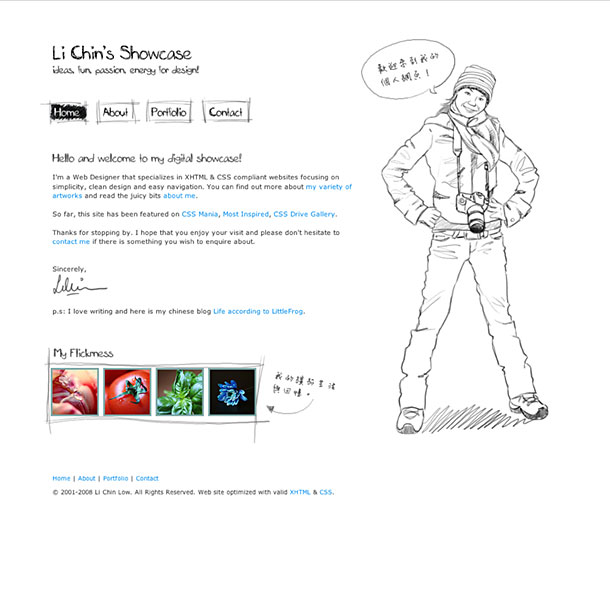 Li Chin's Showcase
ideas, fun, passion, energy for design!
歡迎來到我的
個人網頁！
Home About Portfolio Contact
Hello and welcome to my digital showcase!
I'm a Web Designer that specializes in XHTML & CSS compliant websites focusing on
simplicity, clean design and easy navigation. You can find out more about my variety of
artworks and read the juicy bits about me.
So far, this site has been featured on CSS Mania, Most Inspired, CSS Drive Gallery.
Thanks for stopping by. I hope that you enjoy your visit and please don't hesitate to
contact me if there is something you wish to enquire about.
Sincerely,
p.s: I love writing and here is my chinese blog Life according to LittleFrog.
My Flickrness
Home | About | Portfolio | Contact
© 2001-2008 Li Chin Low. All Rights Reserved. Web site optimized with valid XHTML & CSS.